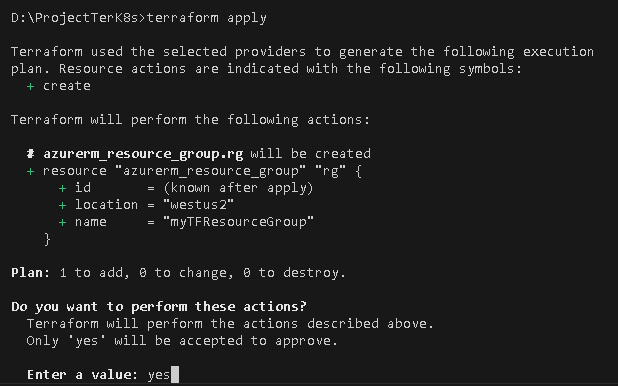 D:\ProjectTerK8s>terraform apply
Terraform used the selected providers to generate the following execution
plan. Resource actions are indicated with the following symbols:
+ create
Terraform will perform the following actions:
# azurerm_resource_group.rg will be created
+ resource "azurerm_resource_group" "rg" {
+ id       = (known after apply)
+ location = "westus2"
+ name     = "myTFResourceGroup"
}
Plan: 1 to add, 0 to change, 0 to destroy.
Do you want to perform these actions?
Terraform will perform the actions described above.
Only 'yes' will be accepted to approve.
Enter a value: yes